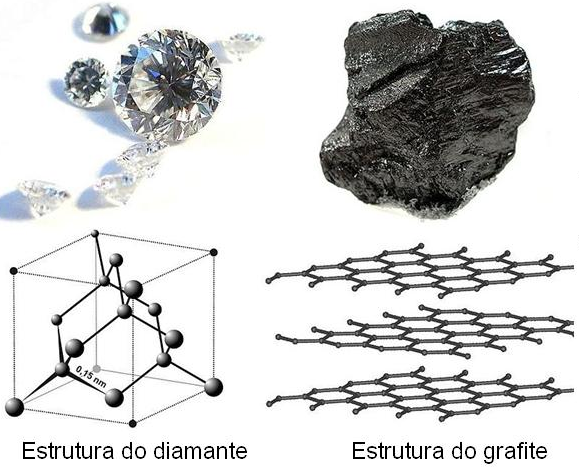 0,15 nm
Estrutura do diamante
Estrutura do grafite